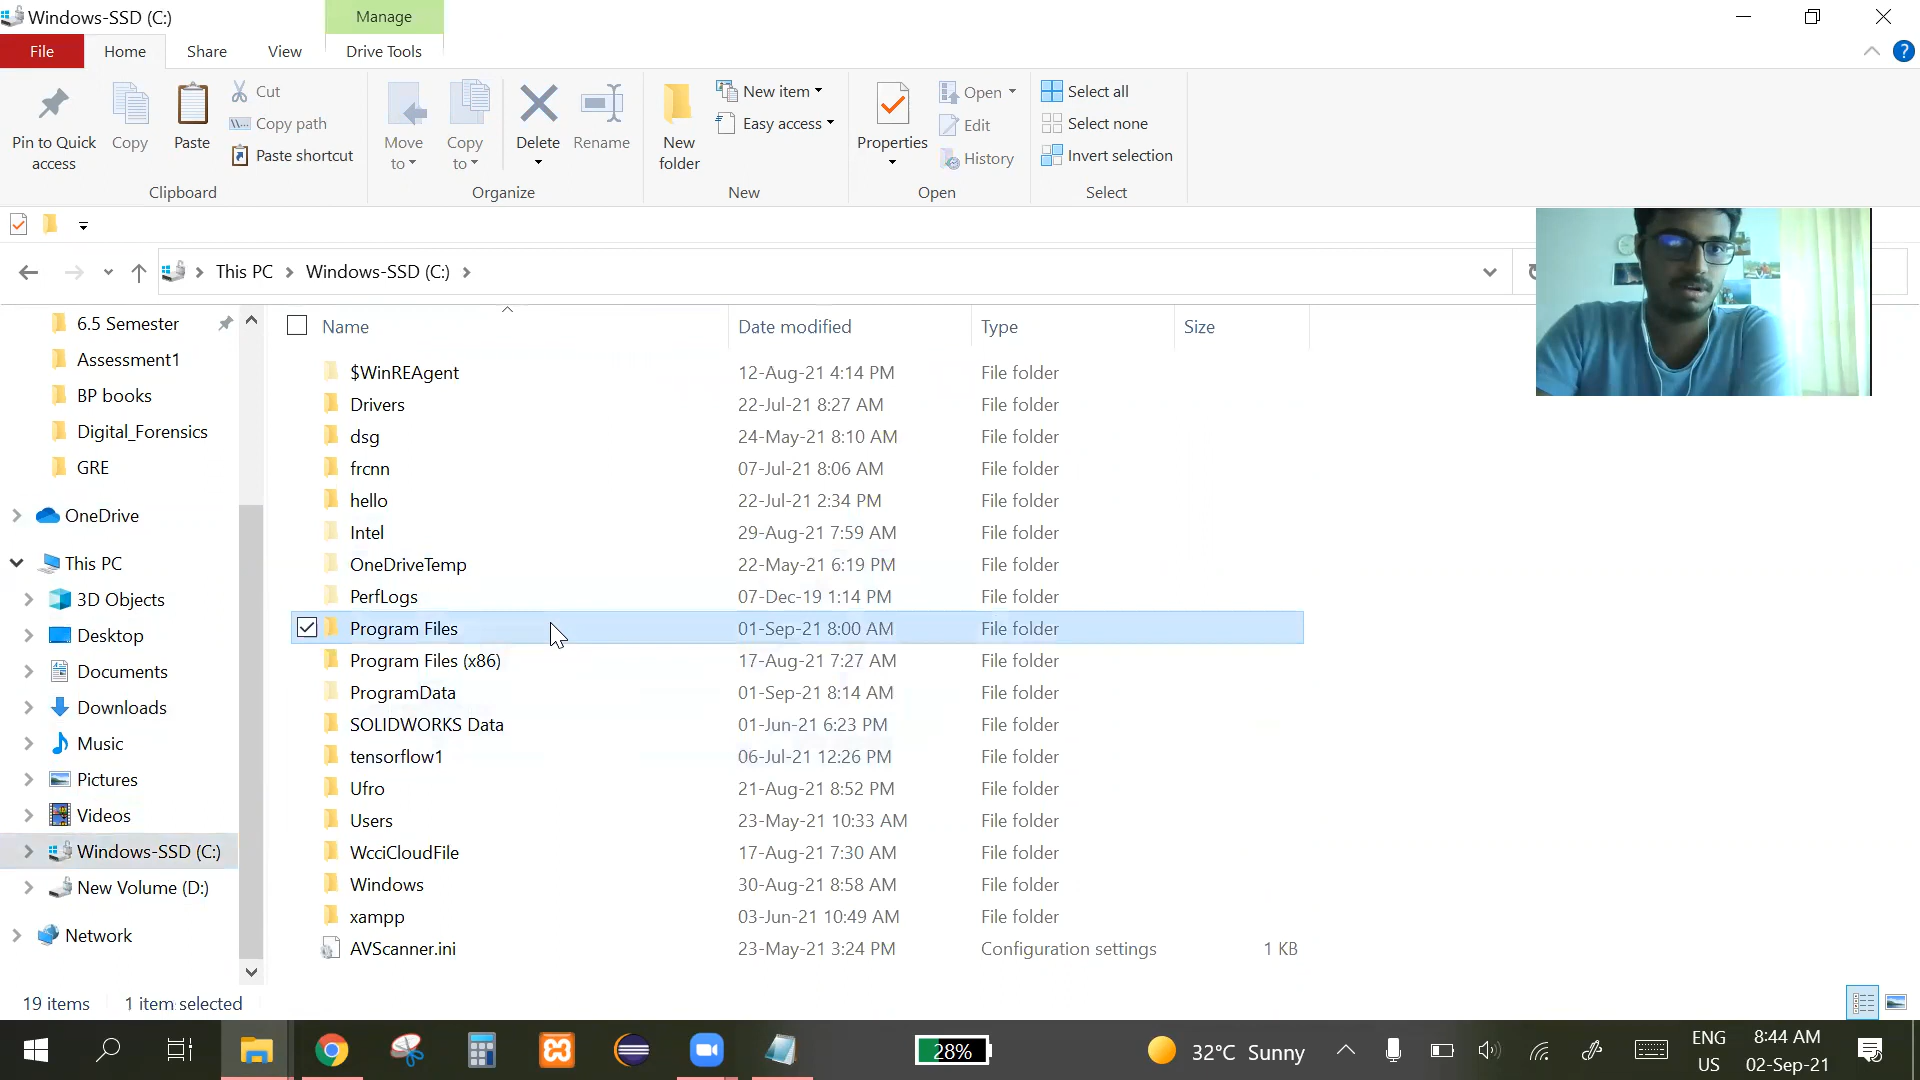 Windows-SSD (C:)
Manage
File
Home
Share
View
Drive Tools
?
Pin to Quick access
Copy
Paste
Cut
Copy path
Paste shortcut
Clipboard
Move to
Copy to
Delete
Rename
Organize
New folder
New item
Easy access
New
Properties
Open
Edit
History
Open
Select all
Select none
Invert selection
Select
This PC
Windows-SSD (C:)
6.5 Semester
Assessment1
BP books
Digital_Forensics
GRE
OneDrive
This PC
3D Objects
Desktop
Documents
Downloads
Music
Pictures
Videos
Windows-SSD (C:)
New Volume (D:)
Network
Name Date modified Type Size
$WinREAgent 12-Aug-21 4:14 PM File folder
Drivers 22-Jul-21 8:27 AM File folder
dsg 24-May-21 8:10 AM File folder
frcnn 07-Jul-21 8:06 AM File folder
hello 22-Jul-21 2:34 PM File folder
Intel 29-Aug-21 7:59 AM File folder
OneDriveTemp 22-May-21 6:19 PM File folder
PerfLogs 07-Dec-19 1:14 PM File folder
Program Files 01-Sep-21 8:00 AM File folder
Program Files (x86) 17-Aug-21 7:27 AM File folder
ProgramData 01-Sep-21 8:14 AM File folder
SOLIDWORKS Data 01-Jun-21 6:23 PM File folder
tensorflow1 06-Jul-21 12:26 PM File folder
Ufro 21-Aug-21 8:52 PM File folder
Users 23-May-21 10:33 AM File folder
WcciCloudFile 17-Aug-21 7:30 AM File folder
Windows 30-Aug-21 8:58 AM File folder
xampp 03-Jun-21 10:49 AM File folder
AVScanner.ini 23-May-21 3:24 PM Configuration settings 1 KB
19 items 1 item selected
28%
32°C Sunny
ENG
US
8:44 AM
02-Sep-21